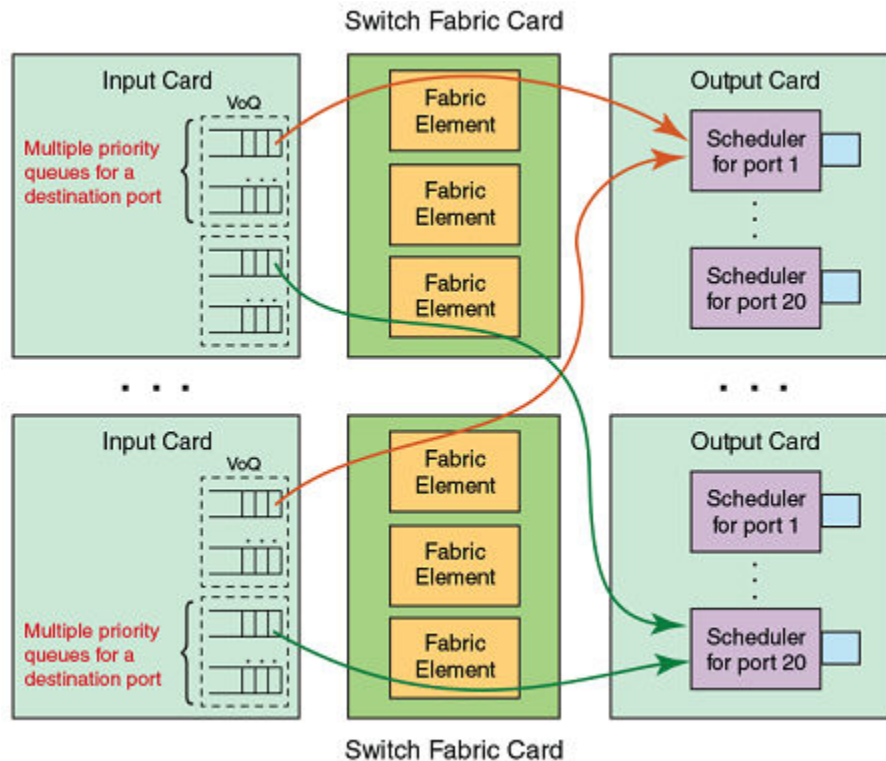 Switch Fabric Card
Input Card
VoQ
Multiple priority
queues for a
destination port
Fabric
Element
Fabric
Element
Fabric
Element
Output Card
Scheduler
for port 1
Scheduler
for port 20
Input Card
VoQ
Multiple priority
queues for a
destination port
Fabric
Element
Fabric
Element
Fabric
Element
Output Card
Scheduler
for port 1
Scheduler
for port 20
Switch Fabric Card